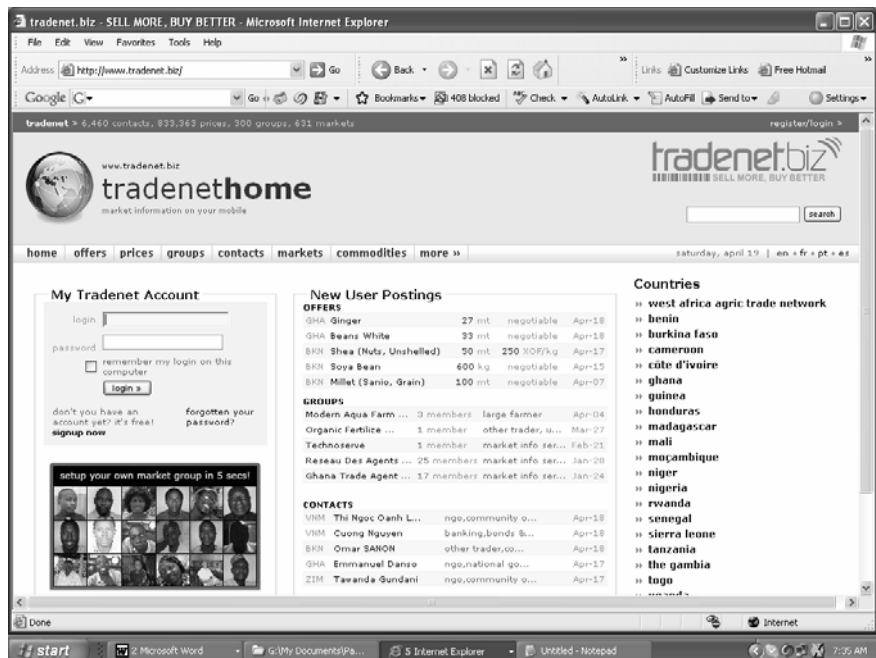 tradenet.biz - SELL MORE, BUY BETTER - Microsoft Internet Explorer
File Edit View Favorites Tools Help
Address http://www.tradenet.biz/ Go Back Links Customize Links Free Hotmail
Google G Go Bookmarks 408 blocked Check AutoLink AutoFill Send to Settings
tradenet > 6,460 contacts, 833,363 prices, 300 groups, 631 markets register/login >
www.tradenet.biz
tradenethome
market information on your mobile
tradenet.biz
SELL MORE, BUY BETTER
search
home offers prices groups contacts markets commodities more »
saturday, april 19 | en • fr • pt • es
My Tradenet Account
login
password
remember my login on this
computer
login »
don't you have an
account yet? it's free!
signup now
forgotten your
password?
setup your own market group in 5 secs!
New User Postings
OFFERS
GHA Ginger 27 mt negotiable Apr-18
GHA Beans White 33 mt negotiable Apr-18
BKN Shea (Nuts, Unshelled) 50 mt 250 XOF/kg Apr-17
BKN Soya Bean 600 kg negotiable Apr-15
BKN Millet (Sanio, Grain) 100 mt negotiable Apr-07
GROUPS
Modern Aqua Farm ... 3 members large farmer Apr-04
Organic Fertilize ... 1 member other trader, u... Mar-27
Technoserve 1 member market info ser... Feb-21
Reseau Des Agents ... 25 members market info ser... Jan-28
Ghana Trade Agent ... 17 members market info ser... Jan-24
CONTACTS
VNM Thi Ngoc Oanh L... ngo,community o... Apr-18
VNM Cuong Nguyen banking,bonds &... Apr-18
BKN Omar SANON other trader,co... Apr-18
GHA Emmanuel Danso ngo,national go... Apr-17
ZIM Tawanda Gundani ngo,community o... Apr-17
Countries
» west africa agric trade network
» benin
» burkina faso
» cameroon
» côte d'ivoire
» ghana
» guinea
» honduras
» madagascar
» mali
» moçambique
» niger
» nigeria
» rwanda
» senegal
» sierra leone
» tanzania
» the gambia
» togo
Done Internet
start 2 Microsoft Word G:\My Documents\Pa... 5 Internet Explorer Untitled - Notepad 7:35 AM